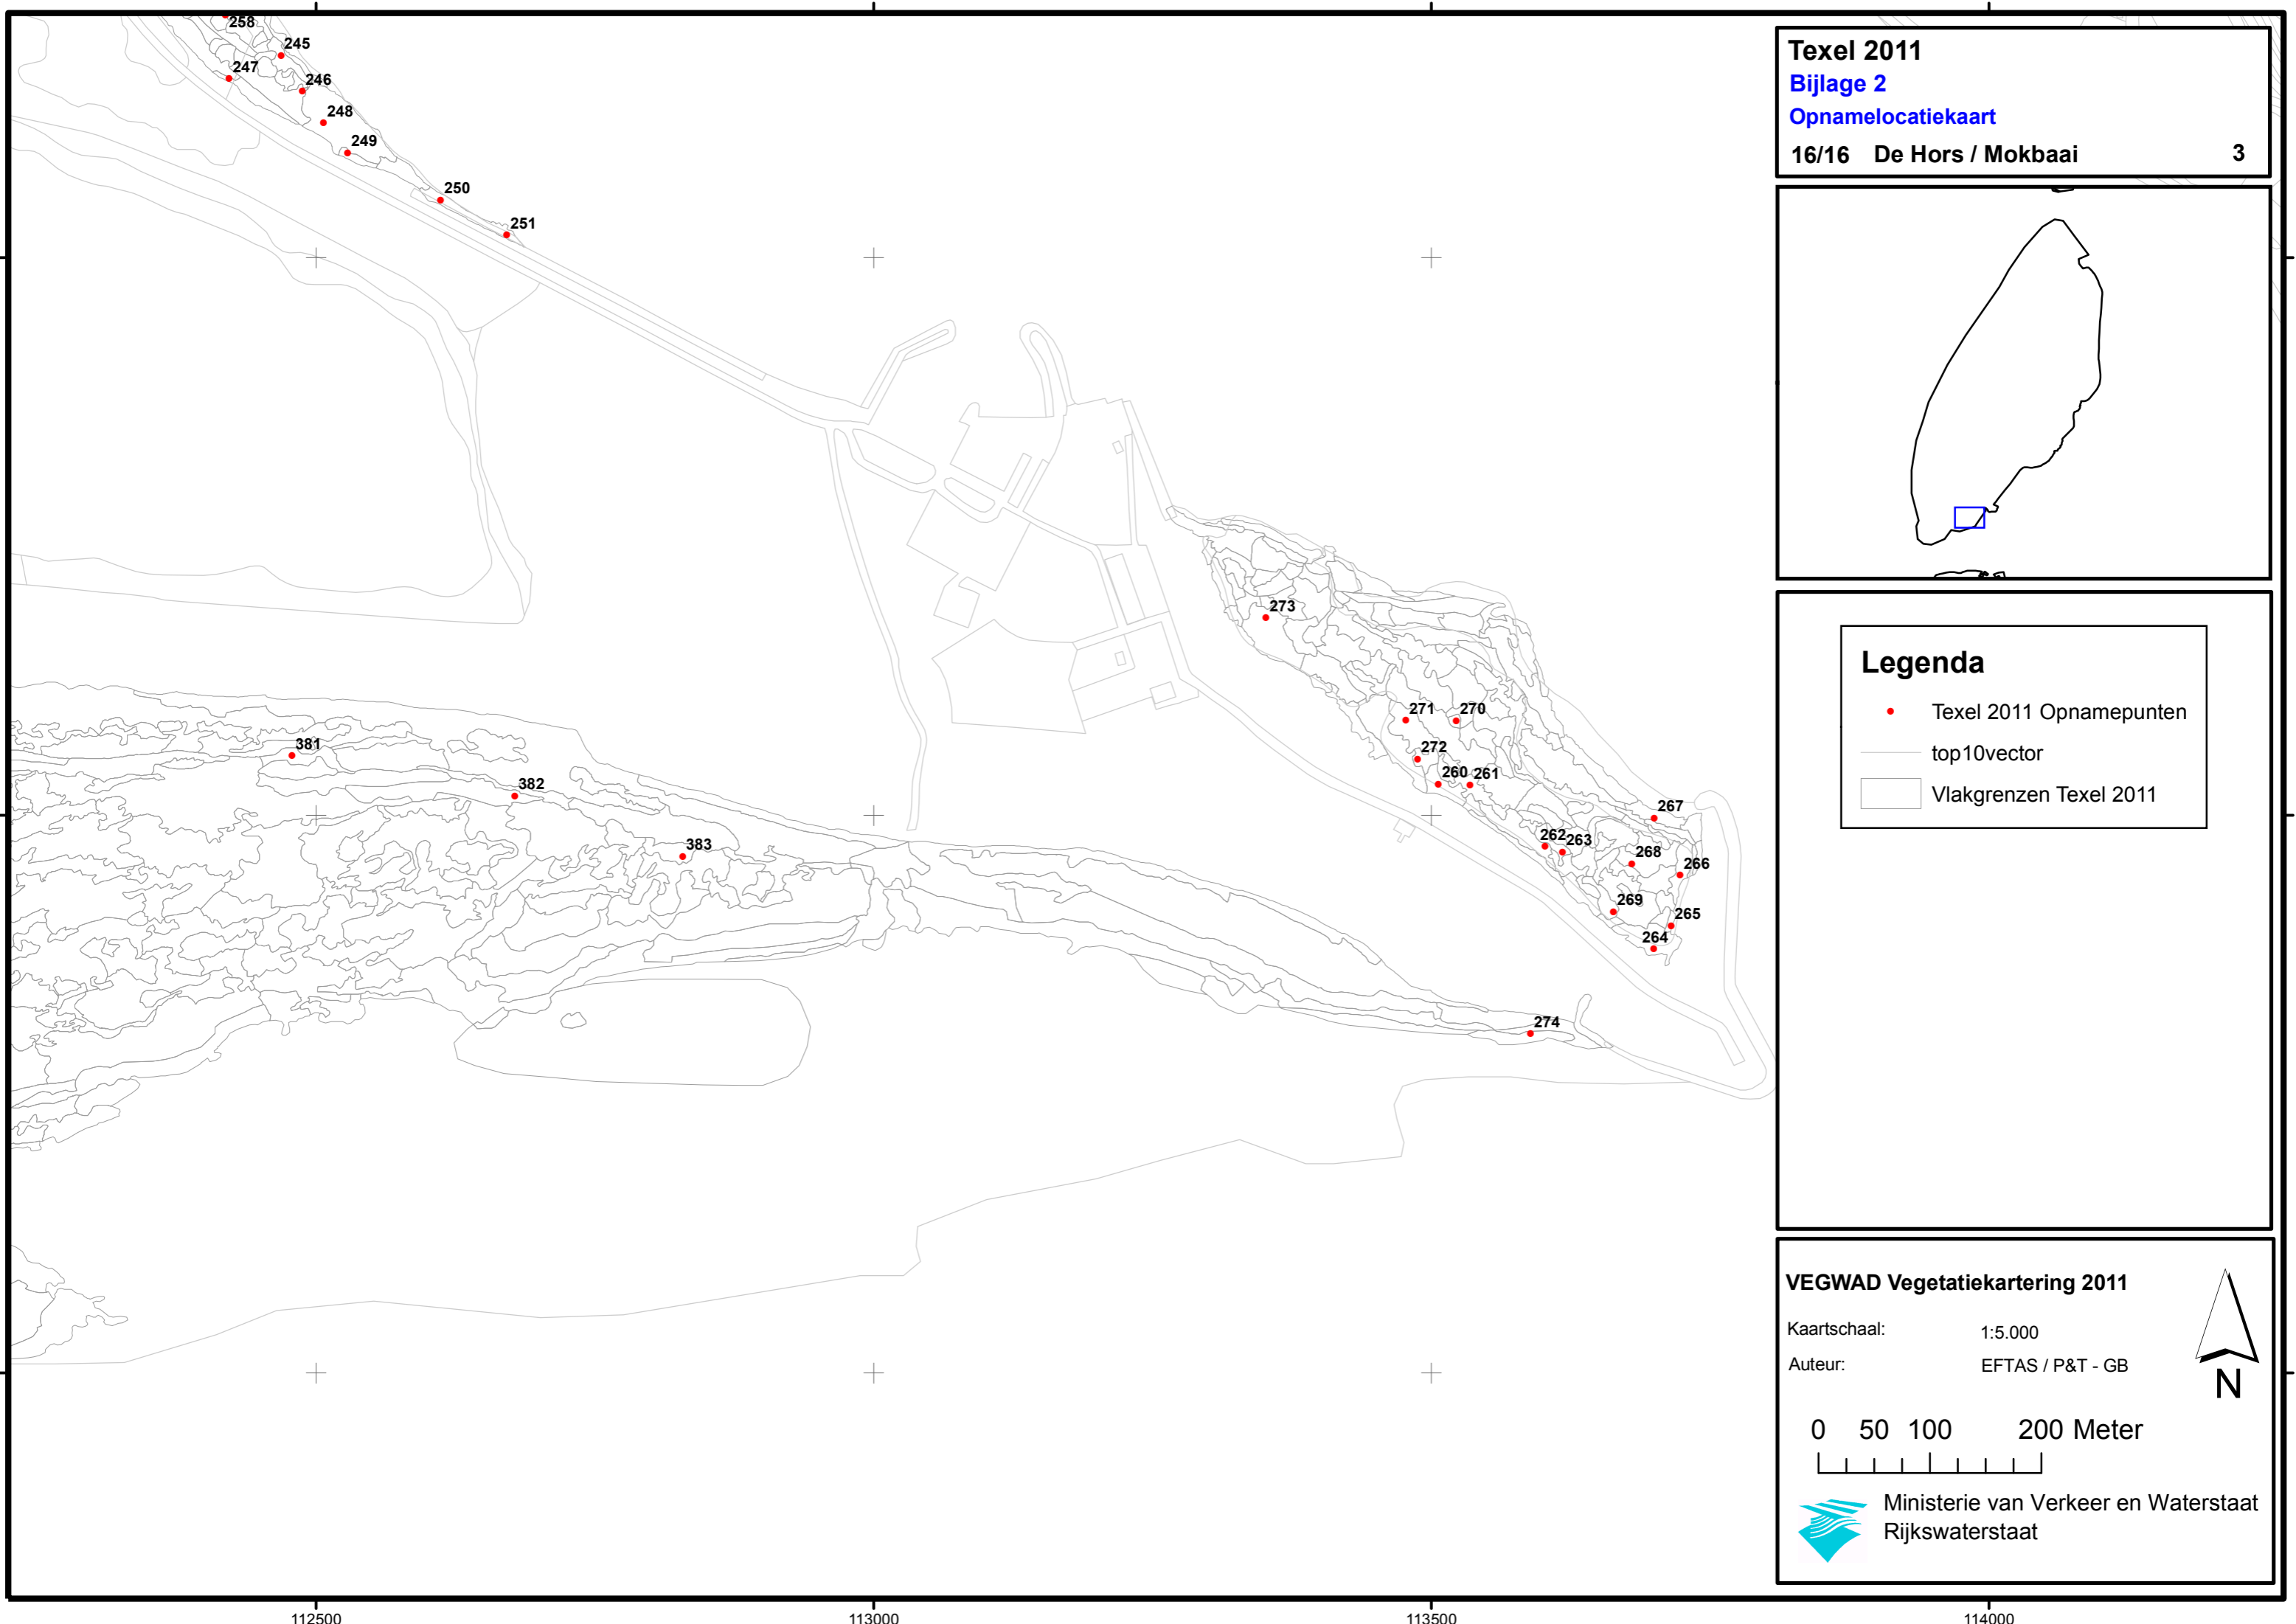 Texel 2011
Bijlage 2
Opnamelocatiekaart
16/16 De Hors / Mokbaai 3
258
245
247
246
248
249
250
251
273
271
270
272
260
261
267
262
263
268
266
269
265
264
274
381
382
383
Legenda
Texel 2011 Opnamepunten
top10vector
Vlakgrenzen Texel 2011
VEGWAD Vegetatiekartering 2011
Kaartschaal: 1:5.000
Auteur: EFTAS / P&T - GB
N
0 50 100 200 Meter
Ministerie van Verkeer en Waterstaat
Rijkswaterstaat
112500 113000 113500 114000